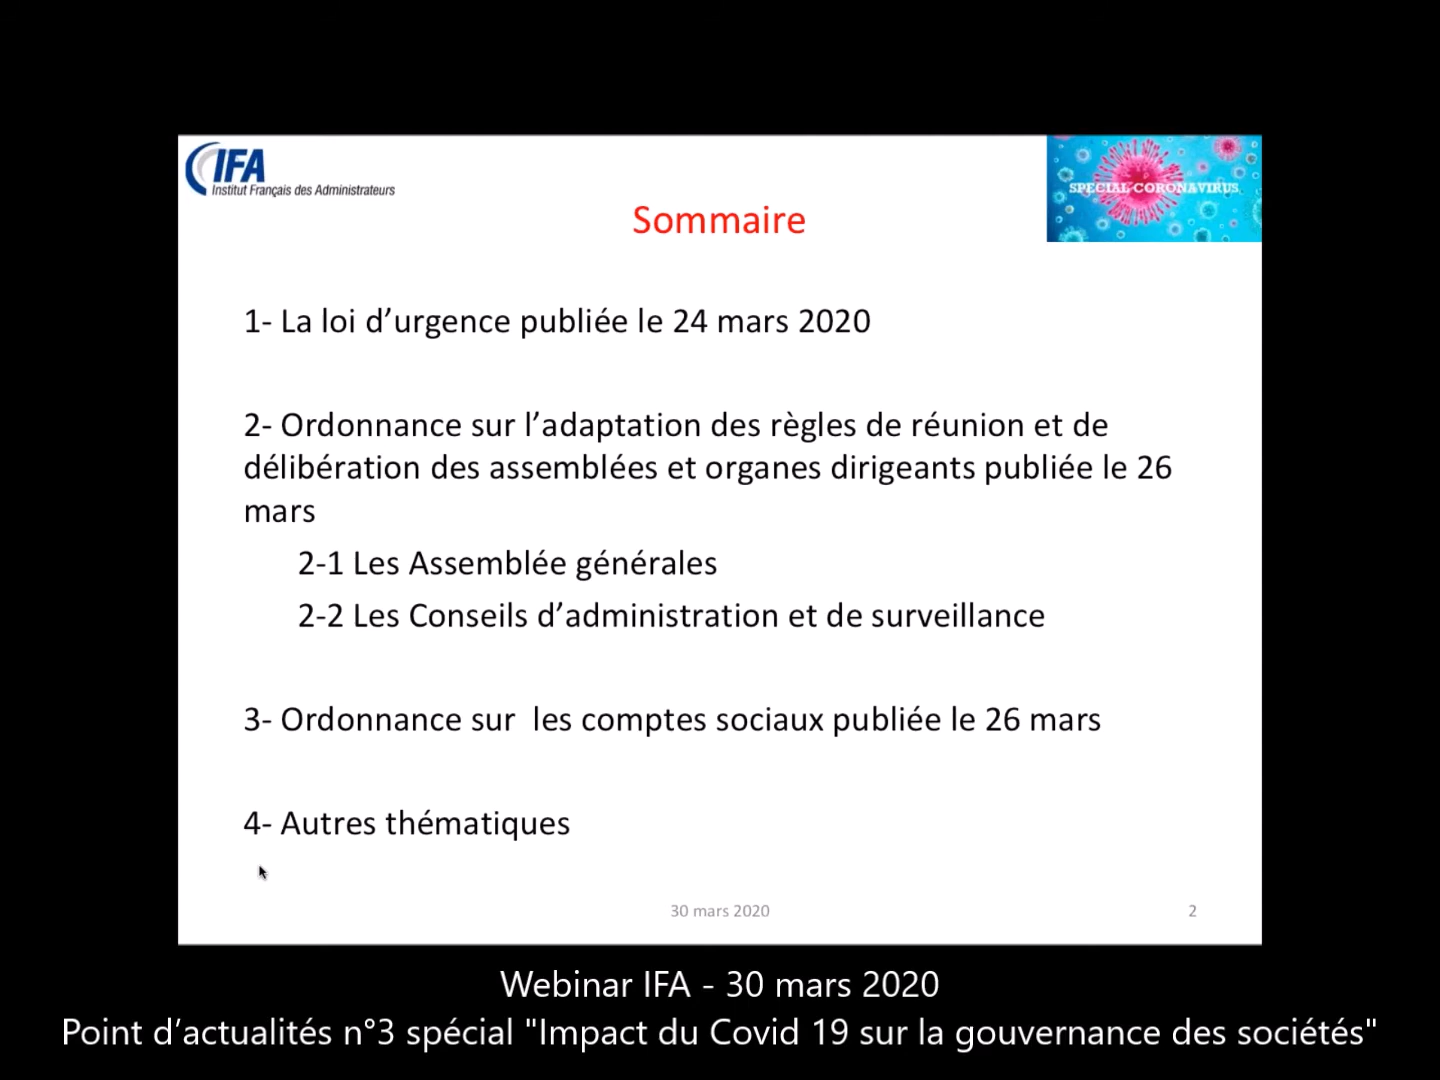 IFA
Institut Français des Administrateurs
SPECIAL CORONAVIRUS
Sommaire
1- La loi d’urgence publiée le 24 mars 2020
2- Ordonnance sur l’adaptation des règles de réunion et de
délibération des assemblées et organes dirigeants publiée le 26
mars
2-1 Les Assemblée générales
2-2 Les Conseils d’administration et de surveillance
3- Ordonnance sur  les comptes sociaux publiée le 26 mars
4- Autres thématiques
30 mars 2020
2
Webinar IFA - 30 mars 2020
Point d’actualités n°3 spécial "Impact du Covid 19 sur la gouvernance des sociétés"